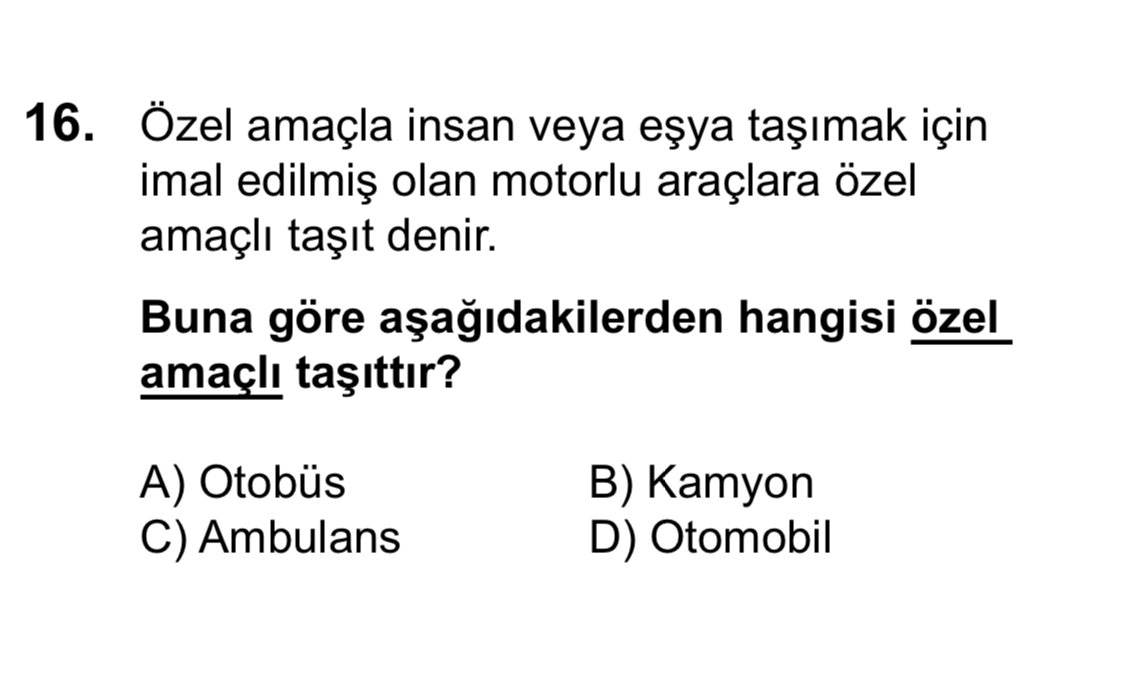 16. Özel amaçla insan veya eşya taşımak için
imal edilmiş olan motorlu araçlara özel
amaçlı taşıt denir.
Buna göre aşağıdakilerden hangisi özel
amaçlı taşıttır?
A) Otobüs B) Kamyon
C) Ambulans D) Otomobil